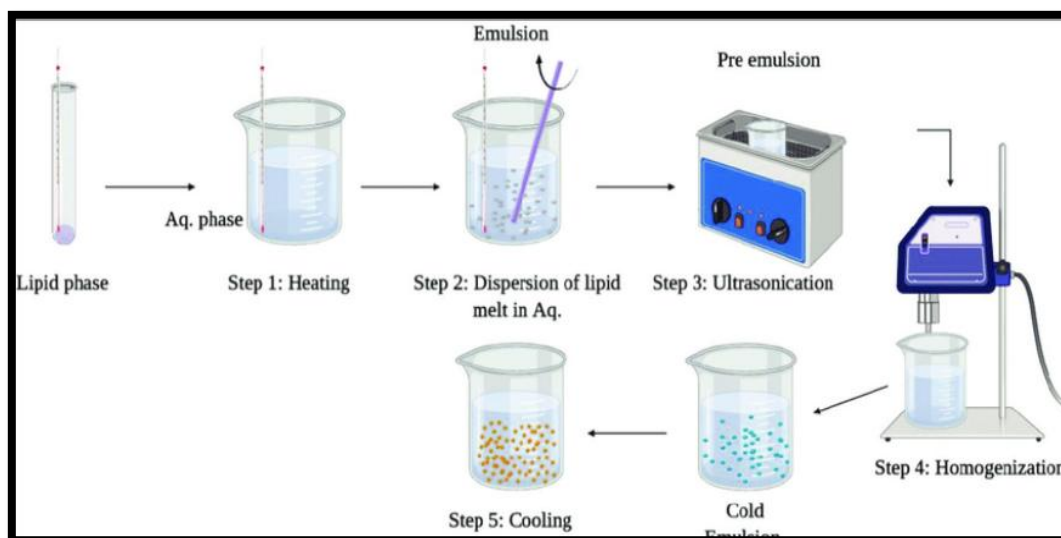 Emulsion
Pre emulsion
Aq. phase
Lipid phase
Step 1: Heating
Step 2: Dispersion of lipid
melt in Aq.
Step 3: Ultrasonication
Step 4: Homogenization
Cold
Emulsion
Step 5: Cooling